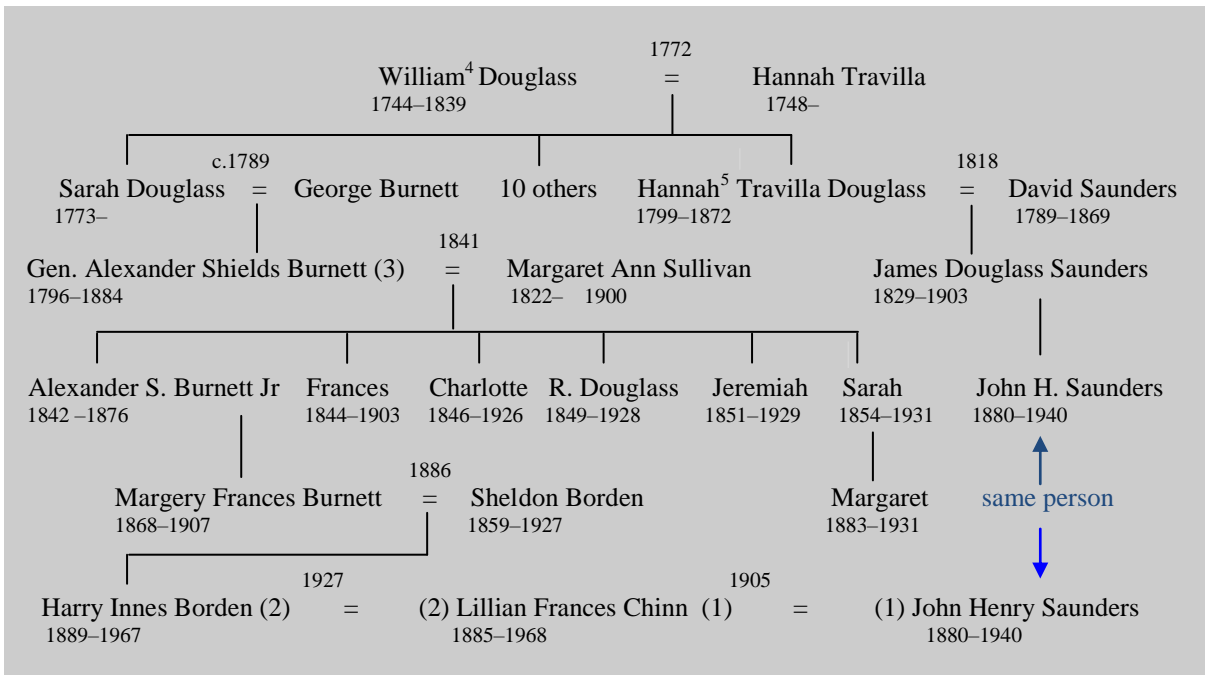 1772
William⁴ Douglass = Hannah Travilla
1744–1839 1748–
c.1789 1818
Sarah Douglass = George Burnett 10 others Hannah⁵ Travilla Douglass = David Saunders
1773– 1799–1872 1789–1869
1841
Gen. Alexander Shields Burnett (3) = Margaret Ann Sullivan James Douglass Saunders
1796–1884 1822– 1900 1829–1903
Alexander S. Burnett Jr Frances Charlotte R. Douglass Jeremiah Sarah John H. Saunders
1842 –1876 1844–1903 1846–1926 1849–1928 1851–1929 1854–1931 1880–1940
1886
Margery Frances Burnett = Sheldon Borden Margaret same person
1868–1907 1859–1927 1883–1931
1927 1905
Harry Innes Borden (2) = (2) Lillian Frances Chinn (1) = (1) John Henry Saunders
1889–1967 1885–1968 1880–1940